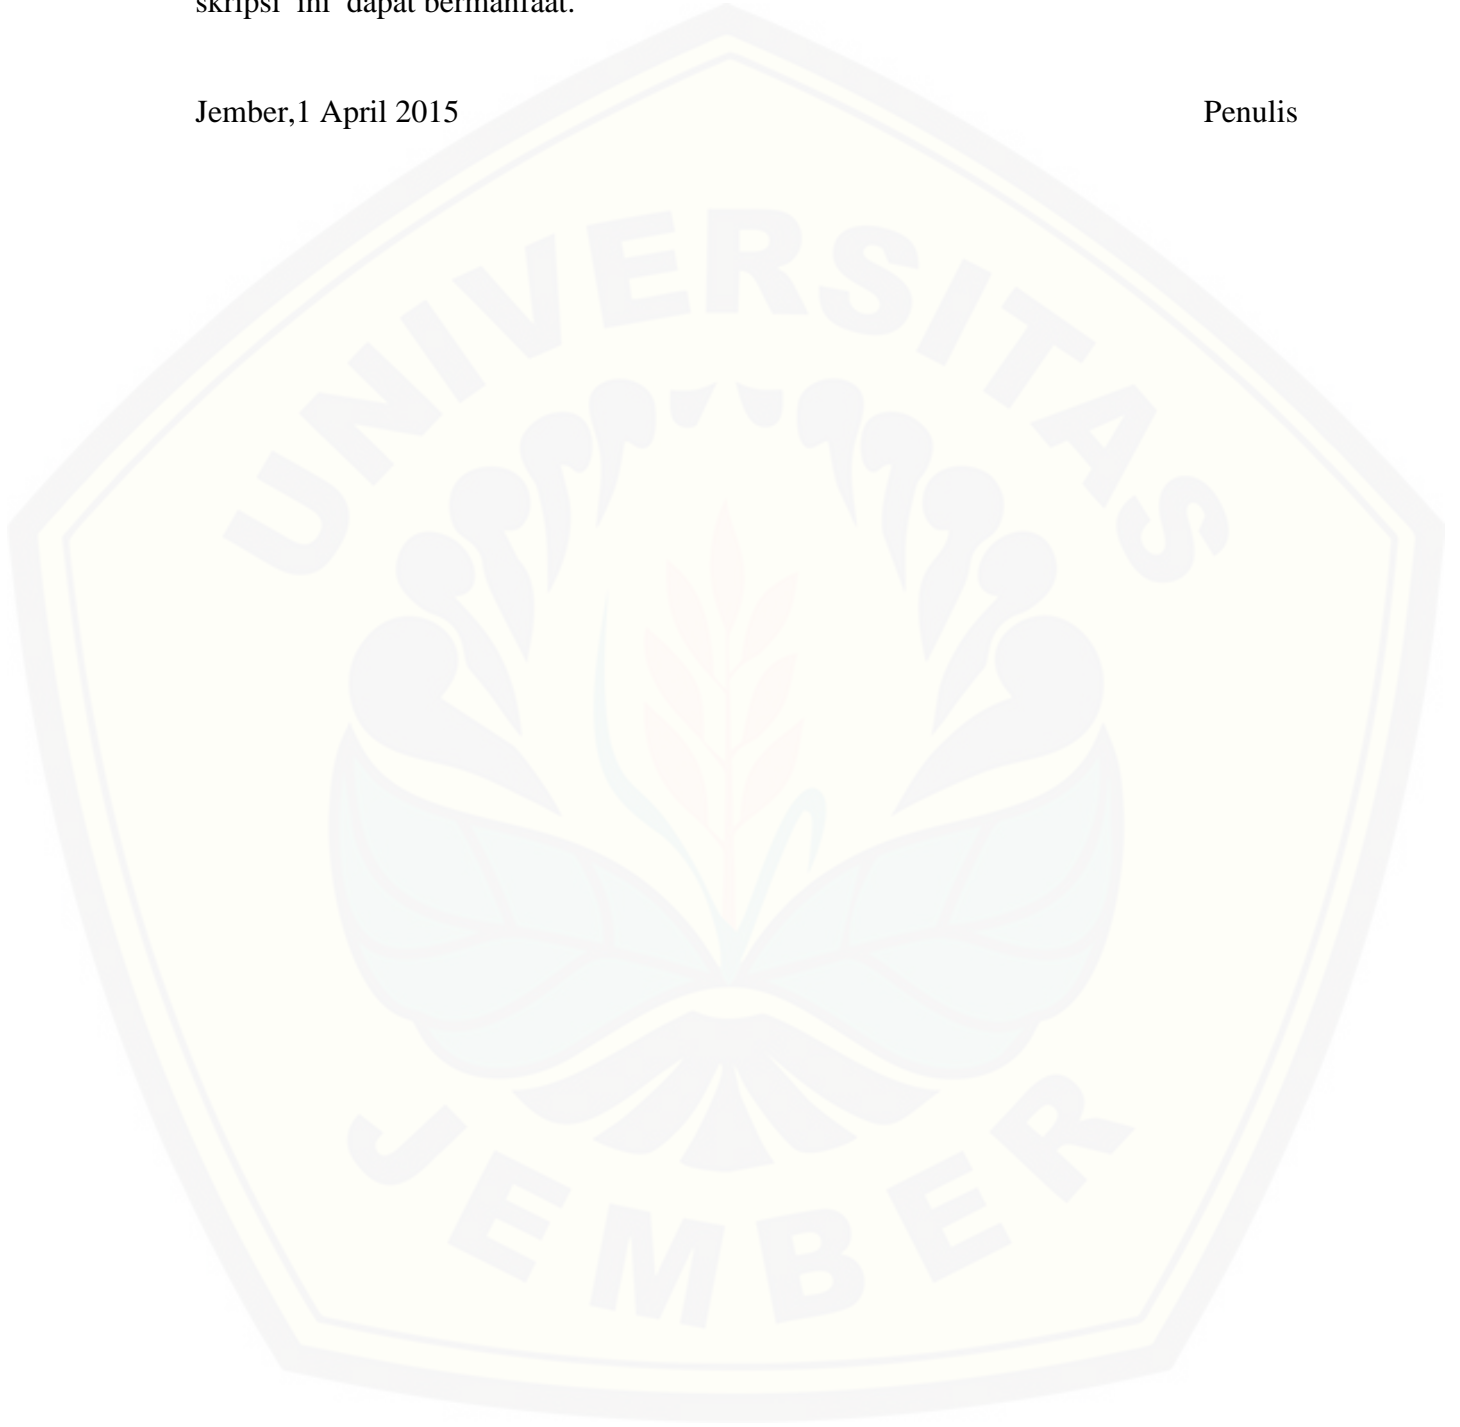 skripsi ini dapat bermanfaat.
Jember,1 April 2015 Penulis
UNIVERSITAS
JEMBER